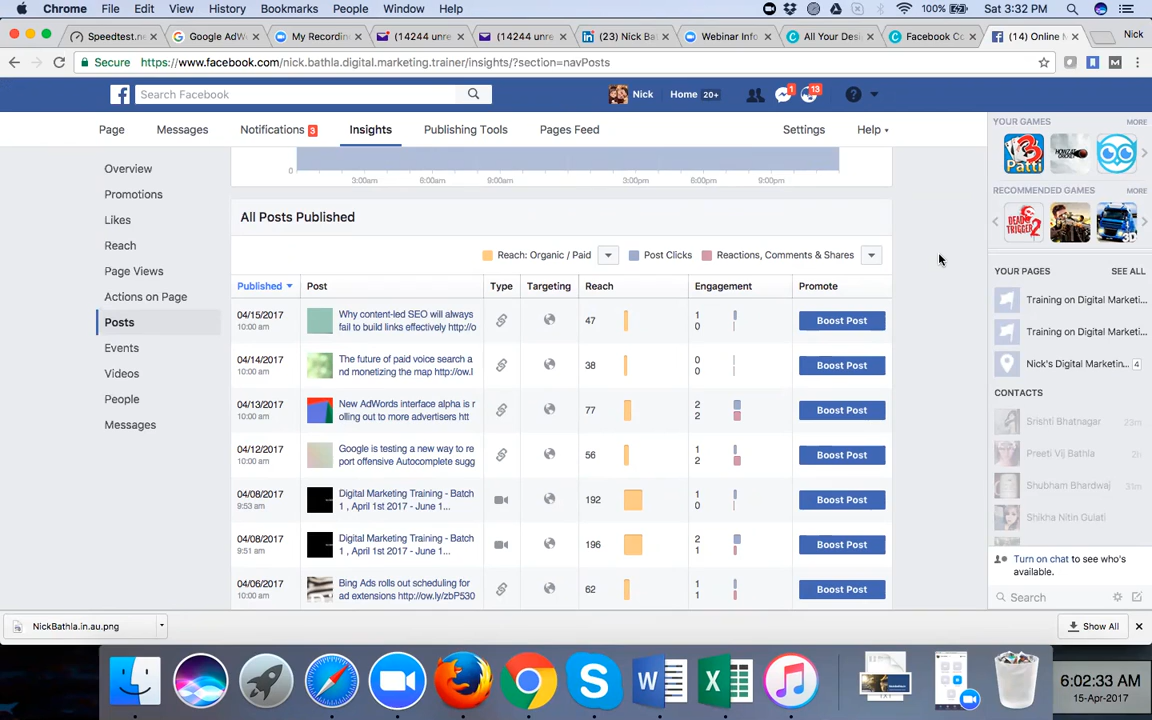 Chrome File Edit View History Bookmarks People Window Help 100% Sat 3:32 PM
Speedtest.ne Google AdW My Recording (14244 unre (14244 unre (23) Nick Ba Webinar Info All Your Des Facebook Co (14) Online M Nick
Secure https://www.facebook.com/nick.bathla.digital.marketing.trainer/insights/?section=navPosts
Search Facebook Nick Home 20+ 1 13
Page Messages Notifications 3 Insights Publishing Tools Pages Feed Settings Help
Overview
Promotions
Likes
Reach
Page Views
Actions on Page
Posts
Events
Videos
People
Messages
0
3:00am 6:00am 9:00am 3:00pm 6:00pm 9:00pm
All Posts Published
Reach: Organic / Paid Post Clicks Reactions, Comments & Shares
Published Post Type Targeting Reach Engagement Promote
04/15/2017 Why content-led SEO will always 47 1 Boost Post
10:00 am fail to build links effectively http://o 0
04/14/2017 The future of paid voice search a 38 0 Boost Post
10:00 am nd monetizing the map http://ow.l 0
04/13/2017 New AdWords interface alpha is r 77 2 Boost Post
10:00 am olling out to more advertisers htt 2
04/12/2017 Google is testing a new way to re 56 1 Boost Post
10:00 am port offensive Autocomplete sugg 2
04/08/2017 Digital Marketing Training - Batch 192 1 Boost Post
9:53 am 1 , April 1st 2017 - June 1... 0
04/08/2017 Digital Marketing Training - Batch 196 2 Boost Post
9:51 am 1 , April 1st 2017 - June 1... 1
04/06/2017 Bing Ads rolls out scheduling for 62 1 Boost Post
10:00 am ad extensions http://ow.ly/zbP530 1
YOUR GAMES MORE
3 Patti
RECOMMENDED GAMES MORE
DEAD TRIGGER 2
YOUR PAGES SEE ALL
Training on Digital Marketi...
Training on Digital Marketi...
Nick's Digital Marketin... 4
CONTACTS
Srishti Bhatnagar 23m
Preeti Vij Bathla 2h
Shubham Bhardwaj 31m
Shikha Nitin Gulati
Turn on chat to see who's
available.
Search
NickBathla.in.au.png Show All
6:02:33 AM
15-Apr-2017